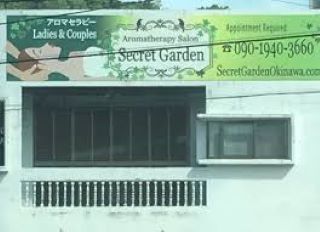 アロマセラピー
Ladies & Couples
Aromatherapy Salon
Secret Garden
Appointment Required
☎090-1940-3660
SecretGardenOkinawa.com